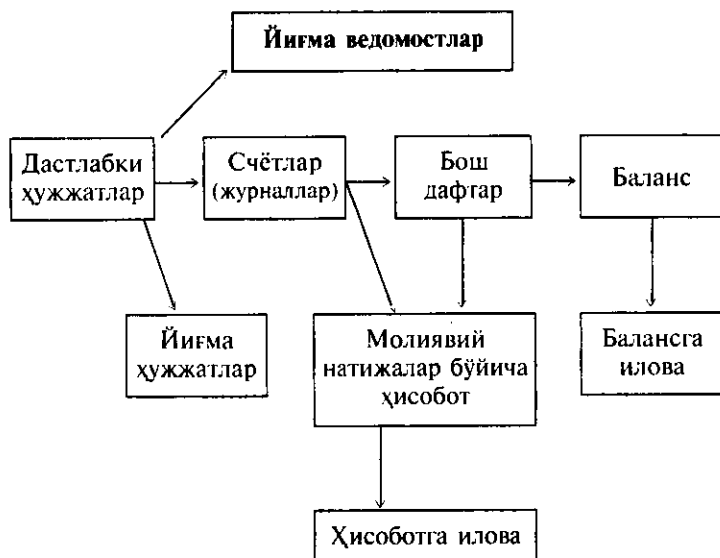 Йиғма ведомостлар
Дастлабки
ҳужжатлар
Счётлар
(журналлар)
Бош
дафтар
Баланс
Йиғма
ҳужжатлар
Молиявий
натижалар бўйича
ҳисобот
Балансга
илова
Ҳисоботга илова